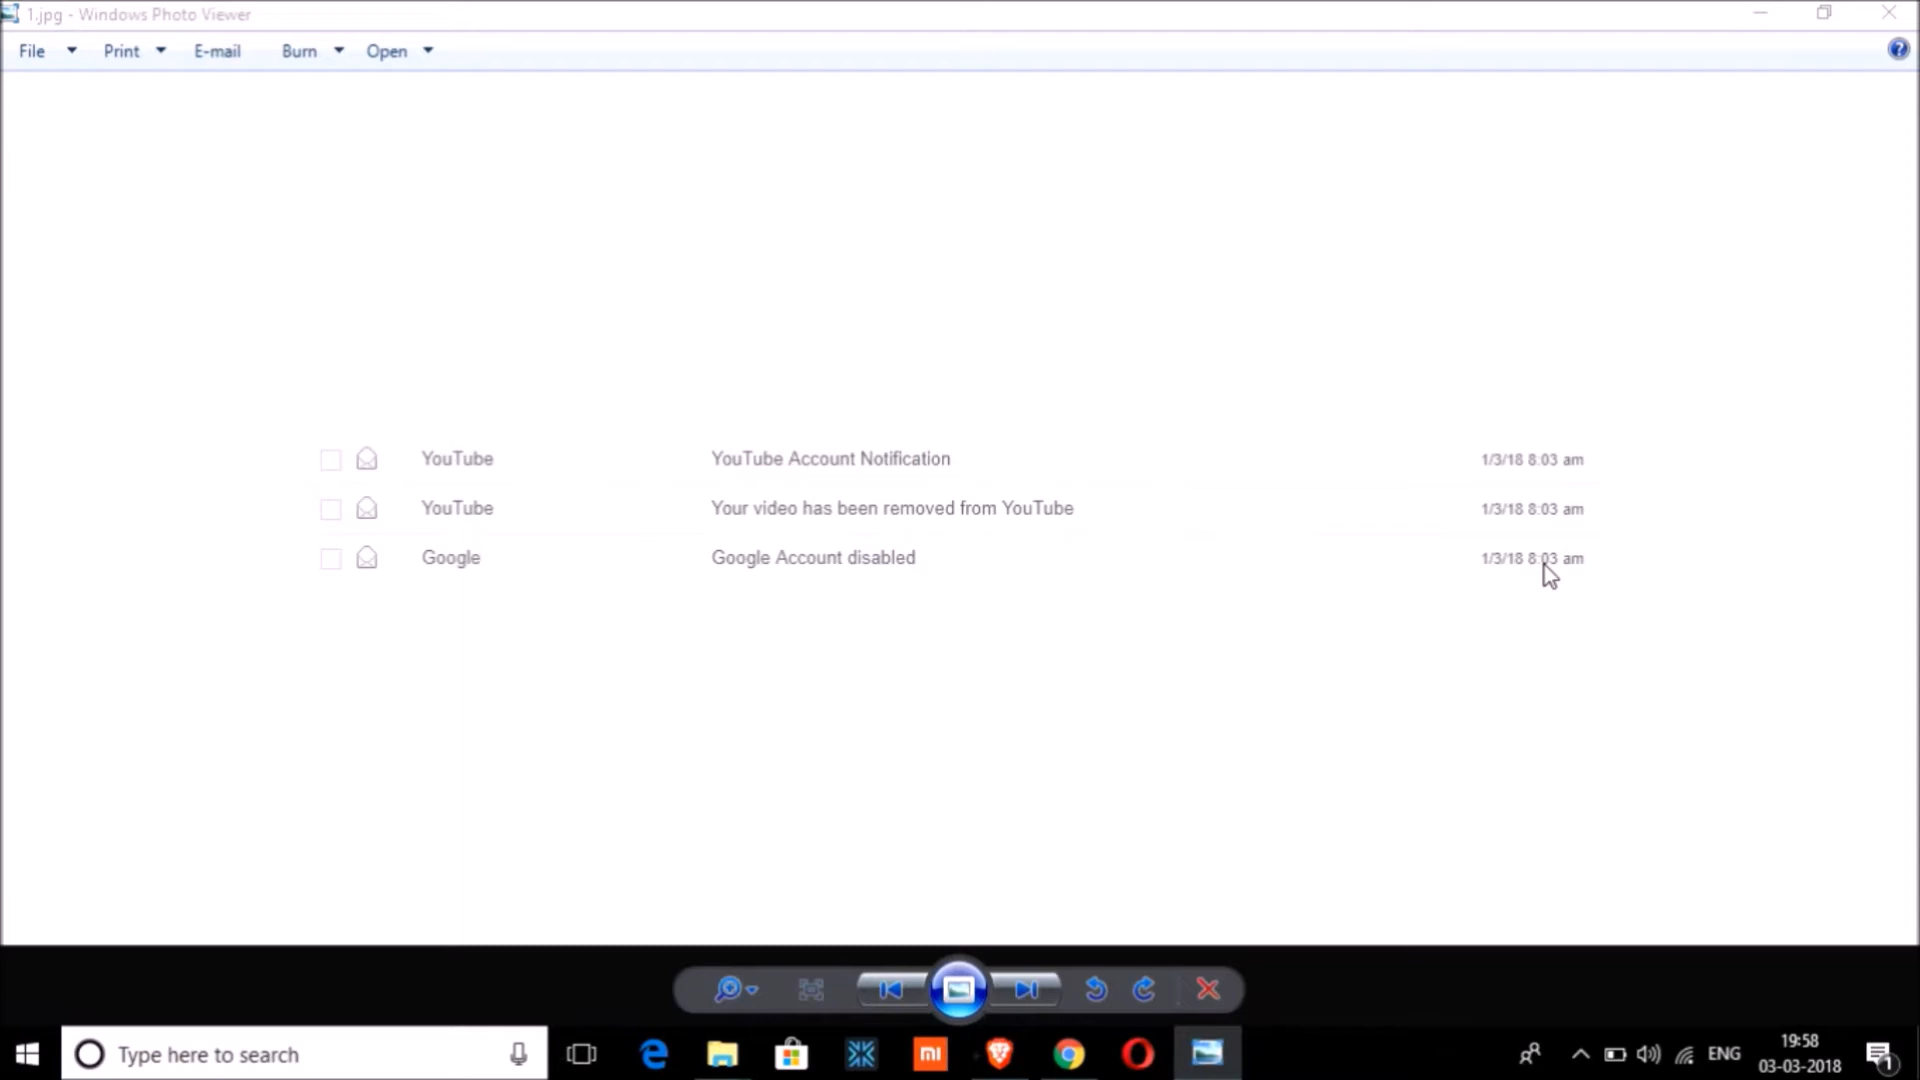 1.jpg - Windows Photo Viewer
File Print E-mail Burn Open
YouTube YouTube Account Notification 1/3/18 8:03 am
YouTube Your video has been removed from YouTube 1/3/18 8:03 am
Google Google Account disabled 1/3/18 8:03 am
Type here to search
mi
ENG
19:58
03-03-2018
1